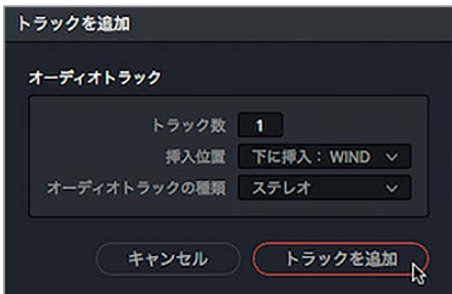 トラックを追加
オーディオトラック
トラック数 1
挿入位置 下に挿入： WIND
オーディオトラックの種類 ステレオ
キャンセル トラックを追加